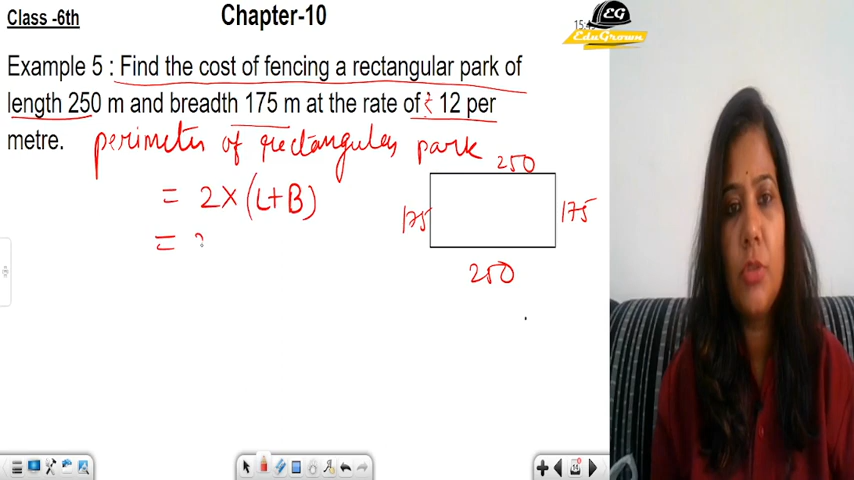 Class -6th
Chapter-10
EG
EduGrown
Example 5 : Find the cost of fencing a rectangular park of
length 250 m and breadth 175 m at the rate of ₹ 12 per
metre.
perimeter of rectangular park
= 2 × (L+B)
=
250
175
175
250